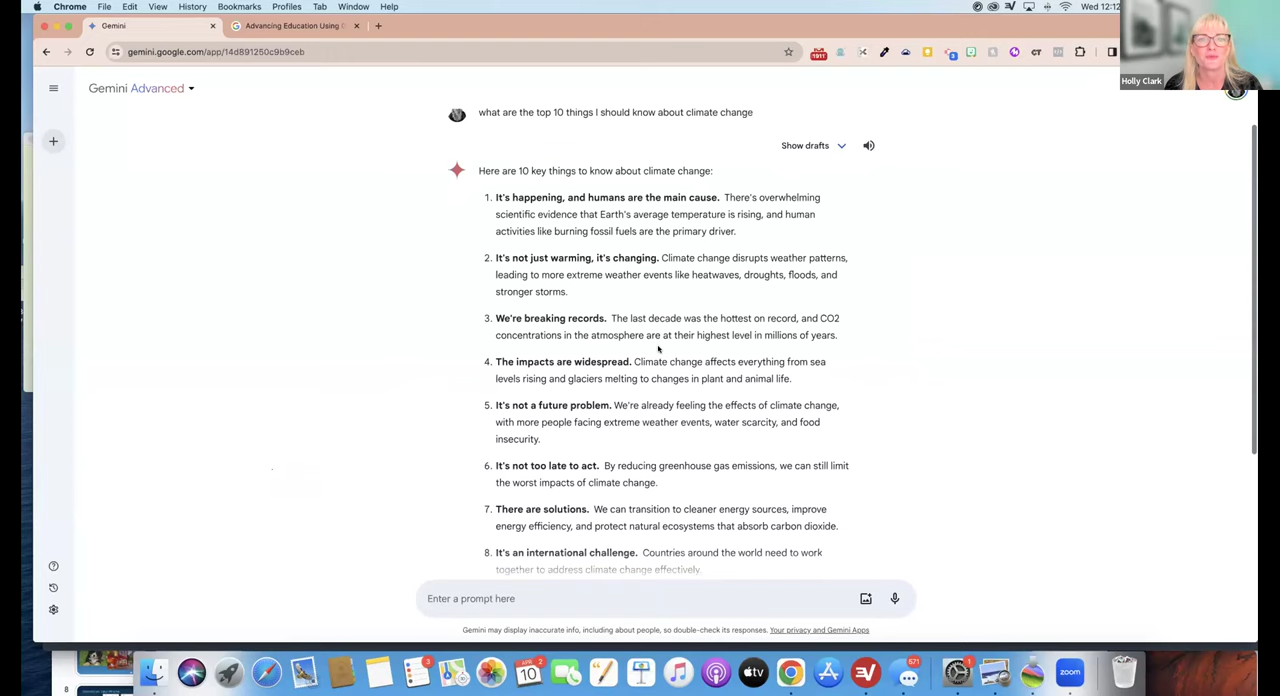 Chrome File Edit View History Bookmarks Profiles Tab Window Help Wed 12:12
Gemini
Advancing Education Using G
gemini.google.com/app/14d891250c9b9ceb
Holly Clark
Gemini Advanced
what are the top 10 things I should know about climate change
Show drafts
Here are 10 key things to know about climate change:
1. It's happening, and humans are the main cause. There's overwhelming
scientific evidence that Earth's average temperature is rising, and human
activities like burning fossil fuels are the primary driver.
2. It's not just warming, it's changing. Climate change disrupts weather patterns,
leading to more extreme weather events like heatwaves, droughts, floods, and
stronger storms.
3. We're breaking records. The last decade was the hottest on record, and CO2
concentrations in the atmosphere are at their highest level in millions of years.
4. The impacts are widespread. Climate change affects everything from sea
levels rising and glaciers melting to changes in plant and animal life.
5. It's not a future problem. We're already feeling the effects of climate change,
with more people facing extreme weather events, water scarcity, and food
insecurity.
6. It's not too late to act. By reducing greenhouse gas emissions, we can still limit
the worst impacts of climate change.
7. There are solutions. We can transition to cleaner energy sources, improve
energy efficiency, and protect natural ecosystems that absorb carbon dioxide.
8. It's an international challenge. Countries around the world need to work
together to address climate change effectively.
Enter a prompt here
Gemini may display inaccurate info, including about people, so double-check its responses. Your privacy and Gemini Apps
8
3
APR 2
10
tv
571
1
zoom